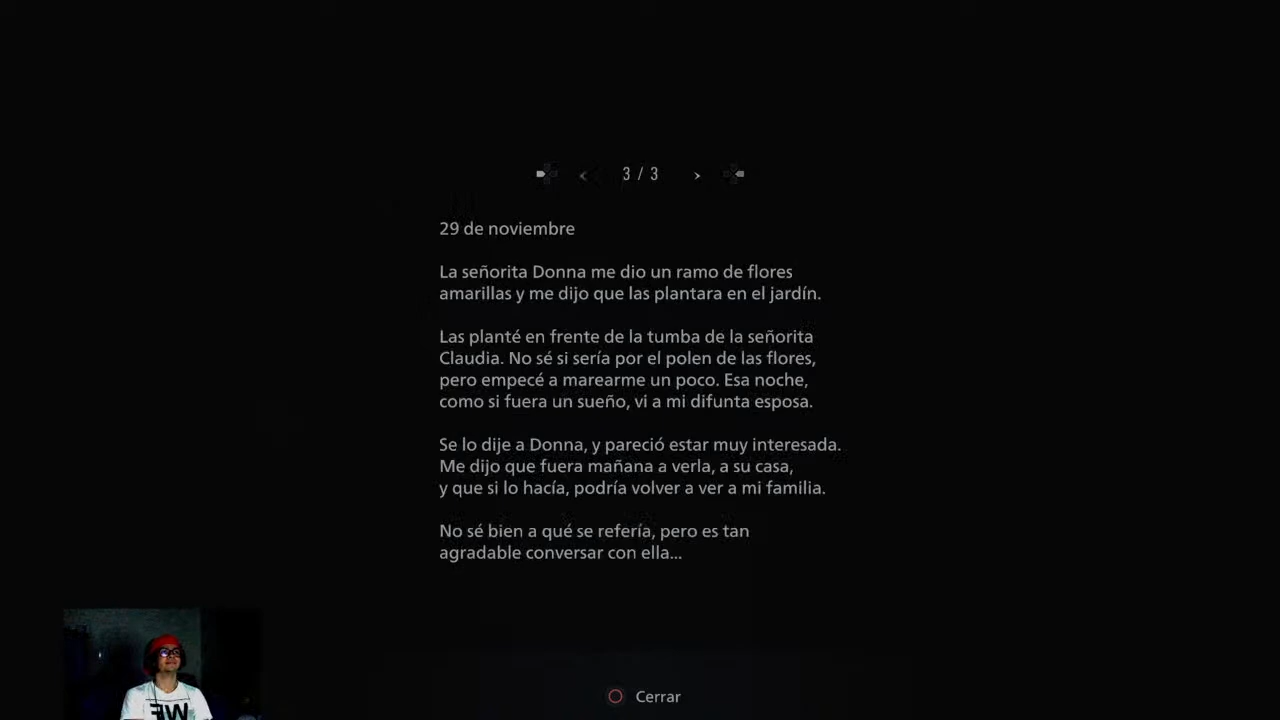 3 / 3
29 de noviembre
La señorita Donna me dio un ramo de flores
amarillas y me dijo que las plantara en el jardín.
Las planté en frente de la tumba de la señorita
Claudia. No sé si sería por el polen de las flores,
pero empecé a marearme un poco. Esa noche,
como si fuera un sueño, vi a mi difunta esposa.
Se lo dije a Donna, y pareció estar muy interesada.
Me dijo que fuera mañana a verla, a su casa,
y que si lo hacía, podría volver a ver a mi familia.
No sé bien a qué se refería, pero es tan
agradable conversar con ella...
Cerrar